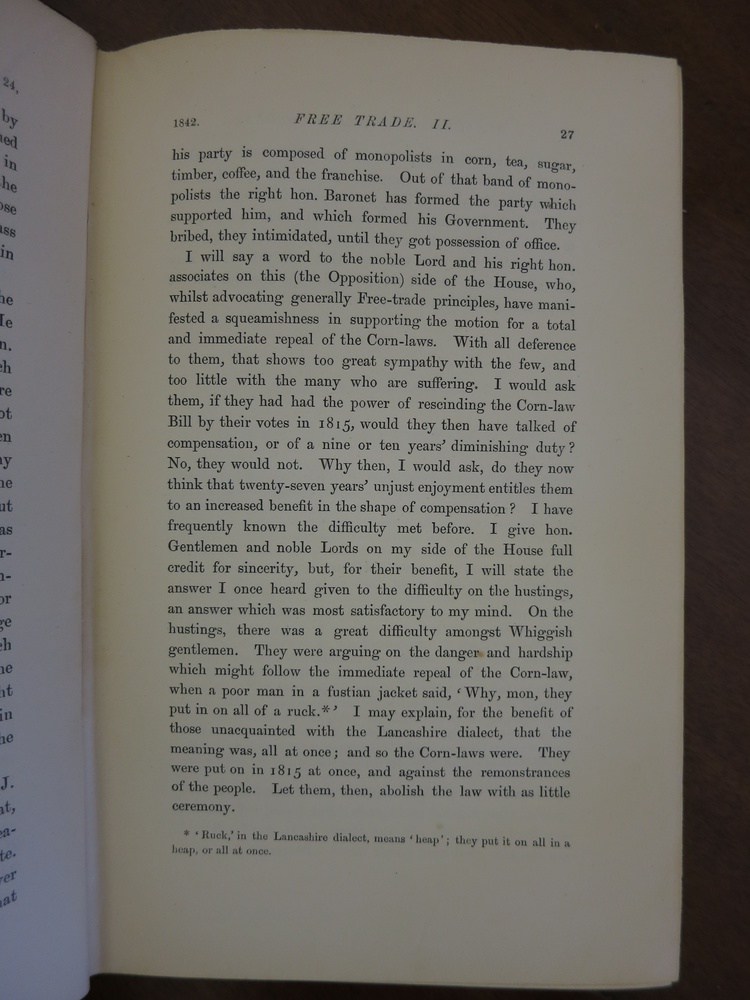 24,
by
in
he
ass
in
he
n.
ch
re
ot
en
ny
ne
ut
as
r-
n-
or
ge
ch
ne
ht
in
he
J.
at,
ea-
te.
ver
hat
1842. FREE TRADE. II. 27
his party is composed of monopolists in corn, tea, sugar,
timber, coffee, and the franchise. Out of that band of mono-
polists the right hon. Baronet has formed the party which
supported him, and which formed his Government. They
bribed, they intimidated, until they got possession of office.
I will say a word to the noble Lord and his right hon.
associates on this (the Opposition) side of the House, who,
whilst advocating generally Free-trade principles, have mani-
fested a squeamishness in supporting the motion for a total
and immediate repeal of the Corn-laws. With all deference
to them, that shows too great sympathy with the few, and
too little with the many who are suffering. I would ask
them, if they had had the power of rescinding the Corn-law
Bill by their votes in 1815, would they then have talked of
compensation, or of a nine or ten years' diminishing duty?
No, they would not. Why then, I would ask, do they now
think that twenty-seven years' unjust enjoyment entitles them
to an increased benefit in the shape of compensation? I have
frequently known the difficulty met before. I give hon.
Gentlemen and noble Lords on my side of the House full
credit for sincerity, but, for their benefit, I will state the
answer I once heard given to the difficulty on the hustings,
an answer which was most satisfactory to my mind. On the
hustings, there was a great difficulty amongst Whiggish
gentlemen. They were arguing on the danger and hardship
which might follow the immediate repeal of the Corn-law,
when a poor man in a fustian jacket said, 'Why, mon, they
put in on all of a ruck.*' I may explain, for the benefit of
those unacquainted with the Lancashire dialect, that the
meaning was, all at once; and so the Corn-laws were. They
were put on in 1815 at once, and against the remonstrances
of the people. Let them, then, abolish the law with as little
ceremony.
* 'Ruck,' in the Lancashire dialect, means 'heap'; they put it on all in a
heap, or all at once.